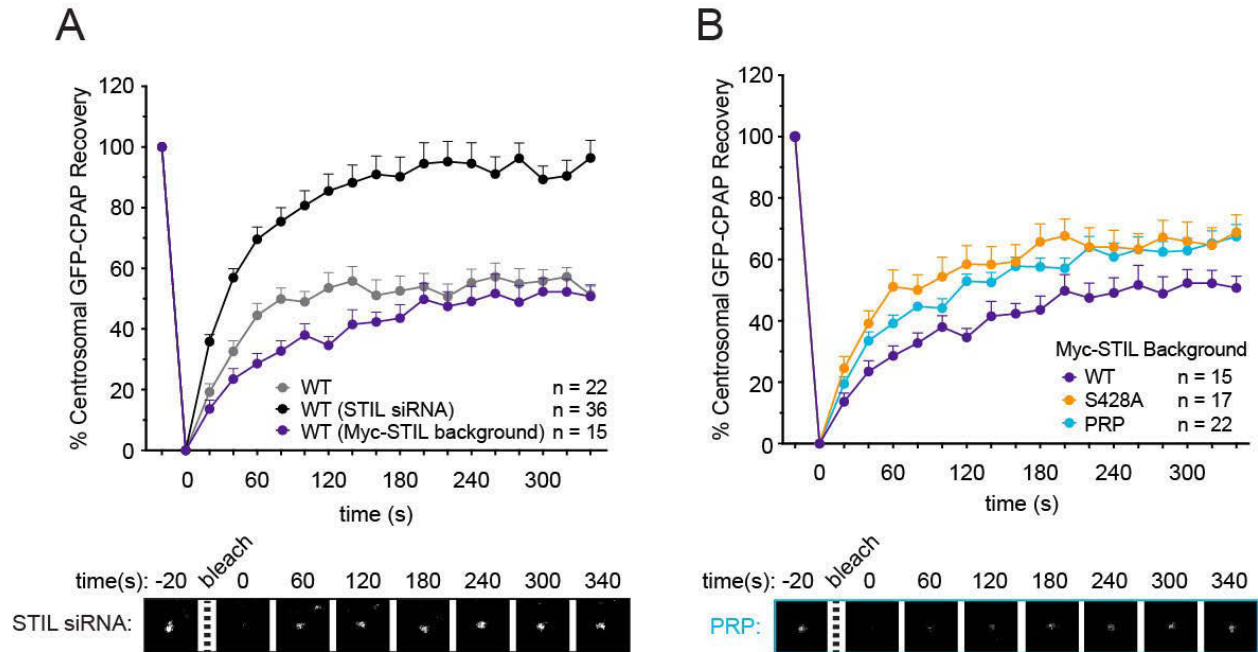 A
% Centrosomal GFP-CPAP Recovery
120
100
80
60
40
20
0
0 60 120 180 240 300
time (s)
WT n = 22
WT (STIL siRNA) n = 36
WT (Myc-STIL background) n = 15
bleach
time(s): -20 0 60 120 180 240 300 340
STIL siRNA:
B
% Centrosomal GFP-CPAP Recovery
120
100
80
60
40
20
0
0 60 120 180 240 300
time (s)
Myc-STIL Background
WT n = 15
S428A n = 17
PRP n = 22
bleach
time(s): -20 0 60 120 180 240 300 340
PRP: